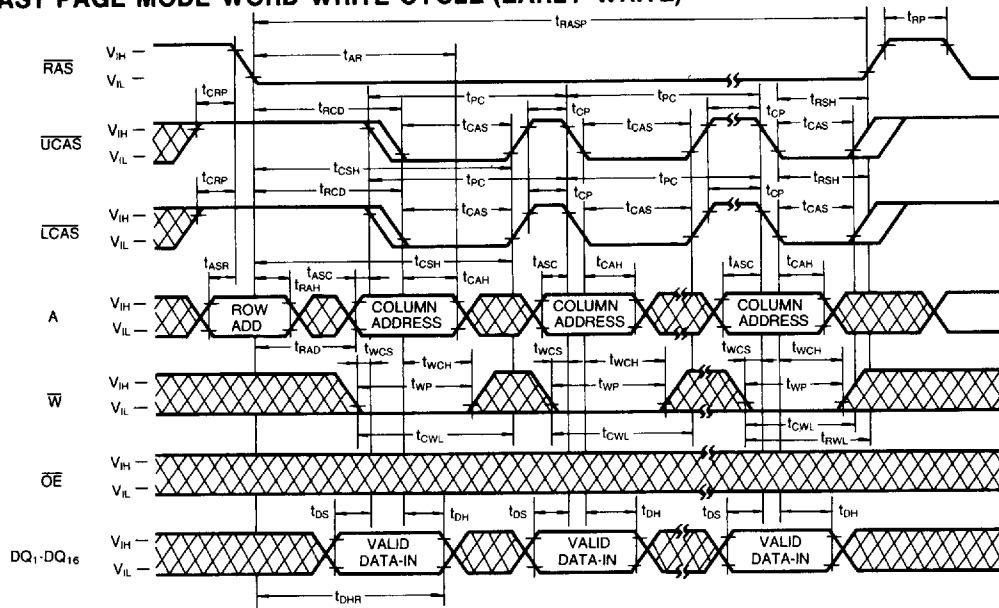 AST PAGE MODE WORD WRITE CYCLE (EARLY WRITE)
tRASP tRP
tAR
RAS VIH
VIL
tCRP tRCD tPC tCP tPC tCP tRSH
UCAS VIH
VIL
tCAS tCAS tCAS
tCSH
tCRP tRCD tPC tCP tPC tCP tRSH
LCAS VIH
VIL
tCAS tCAS tCAS
tCSH
tASR tRAH tASC tCAH tASC tCAH tASC tCAH
A VIH
VIL
ROW ADD
COLUMN ADDRESS
COLUMN ADDRESS
COLUMN ADDRESS
tRAD tWCS tWCH tWCS tWCH tWCS tWCH
W VIH
VIL
tWP tWP tWP
tCWL tCWL tCWL
tRWL
OE VIH
VIL
tDS tDH tDS tDH tDS tDH
DQ1-DQ16 VIH
VIL
VALID DATA-IN
VALID DATA-IN
VALID DATA-IN
tDHR